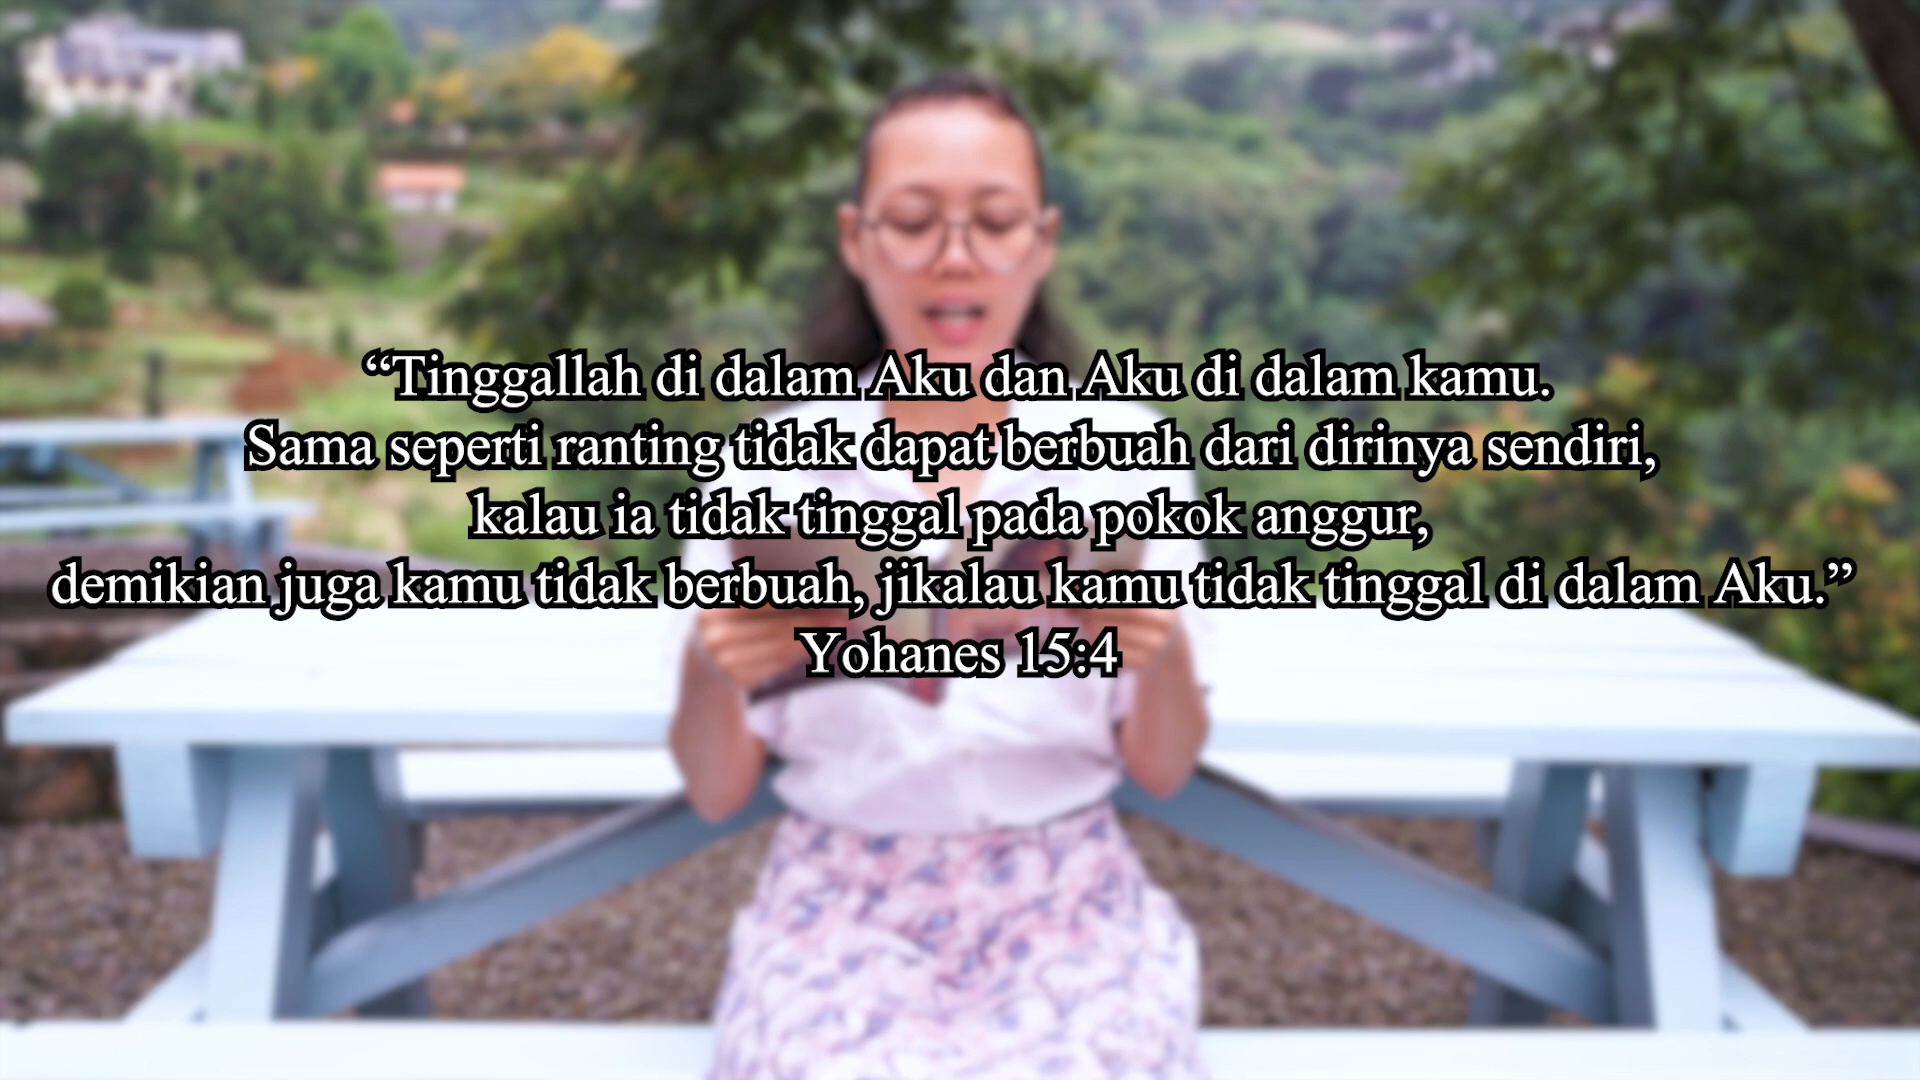 “Tinggallah di dalam Aku dan Aku di dalam kamu.
Sama seperti ranting tidak dapat berbuah dari dirinya sendiri,
kalau ia tidak tinggal pada pokok anggur,
demikian juga kamu tidak berbuah, jikalau kamu tidak tinggal di dalam Aku.”
Yohanes 15:4